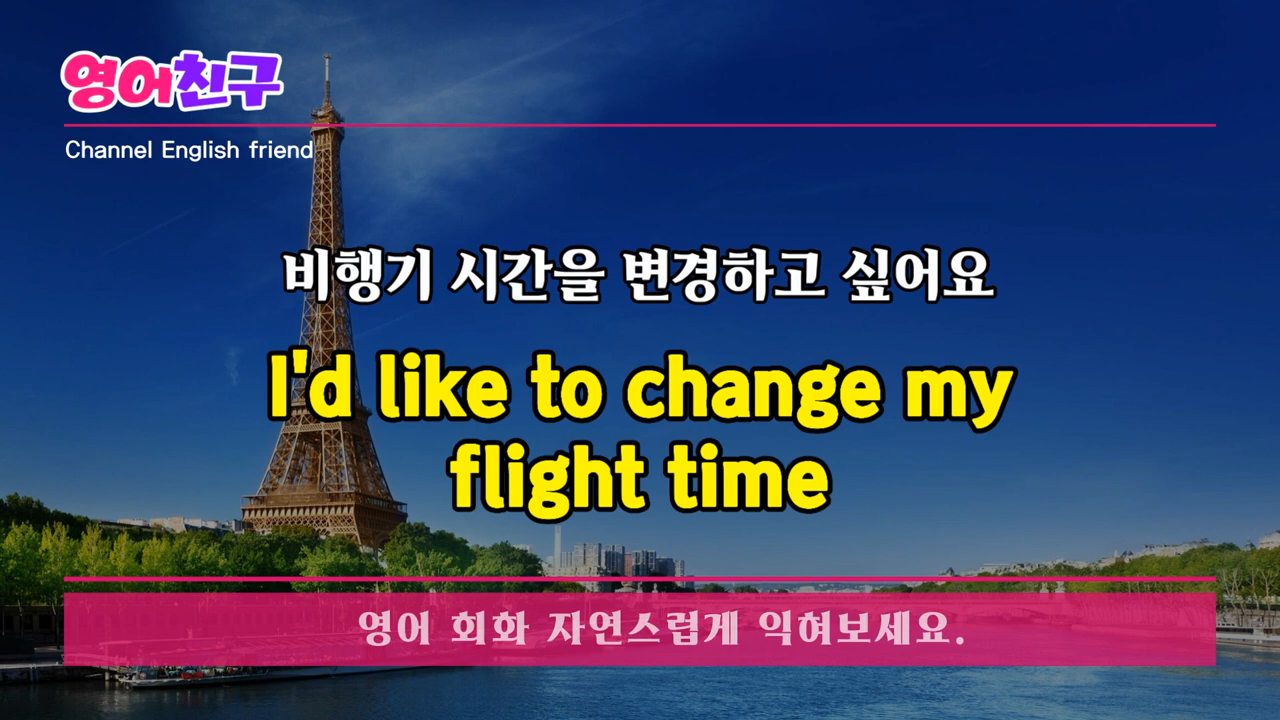 영어친구
Channel English friend
비행기 시간을 변경하고 싶어요
I'd like to change my
flight time
영어 회화 자연스럽게 익혀보세요.